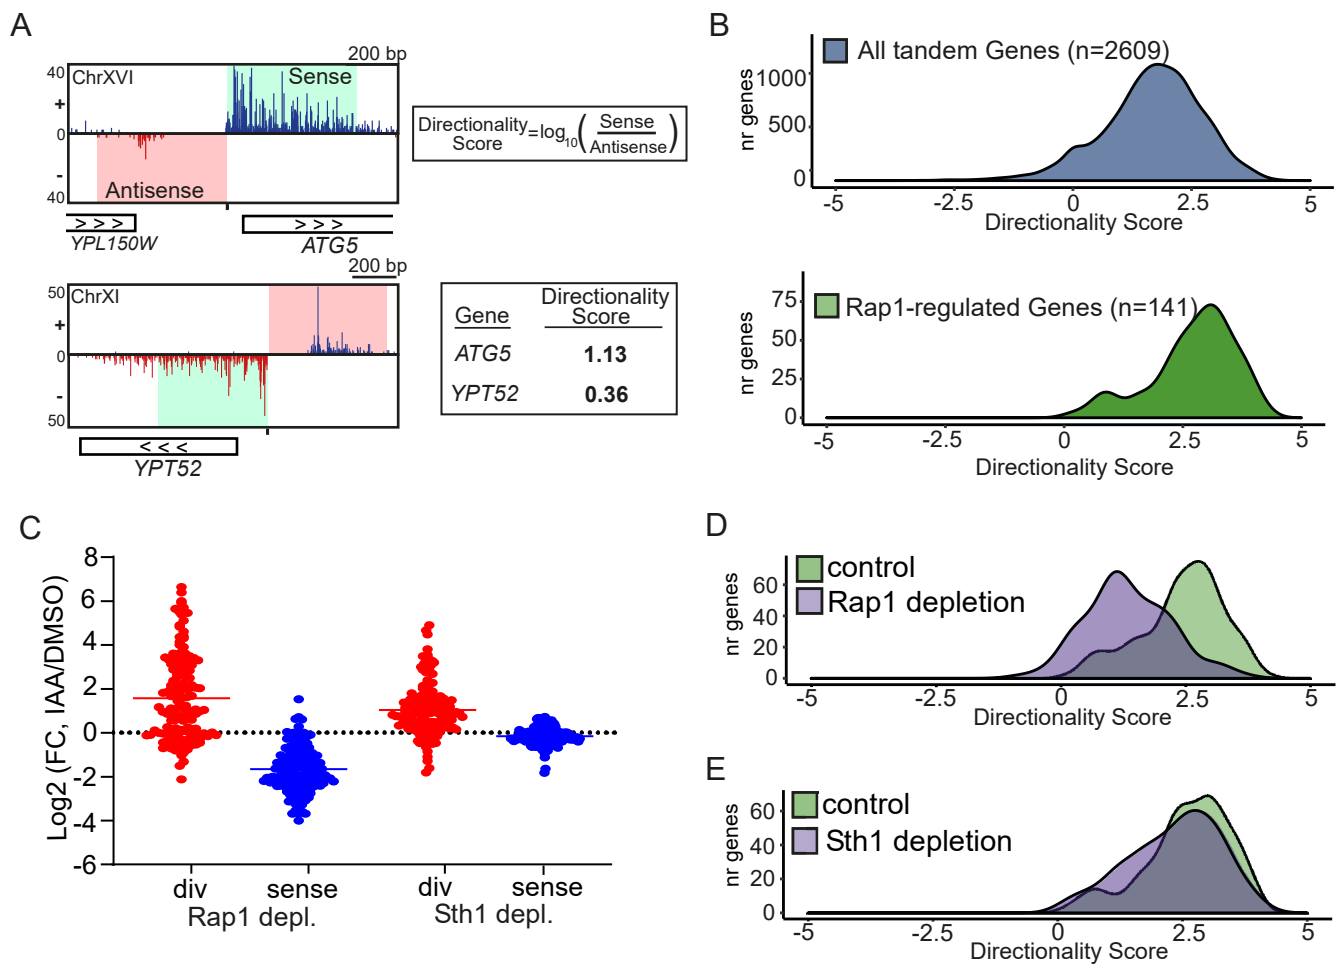 A
200 bp
40
ChrXVI
Sense
+
0
-
Antisense
40
> > >
> > >
YPL150W
ATG5
Directionality Score = log10 ( Sense / Antisense )
200 bp
50
ChrXI
+
0
-
50
< < <
YPT52
Gene
Directionality
Score
ATG5 1.13
YPT52 0.36
B
All tandem Genes (n=2609)
nr genes
1000
500
0
-5 -2.5 0 2.5 5
Directionality Score
Rap1-regulated Genes (n=141)
nr genes
75
50
25
0
-5 -2.5 0 2.5 5
Directionality Score
C
Log2 (FC, IAA/DMSO)
8
6
4
2
0
-2
-4
-6
div sense div sense
Rap1 depl. Sth1 depl.
D
control
Rap1 depletion
nr genes
60
40
20
0
-5 -2.5 0 2.5 5
Directionality Score
E
control
Sth1 depletion
nr genes
60
40
20
0
-5 -2.5 0 2.5 5
Directionality Score